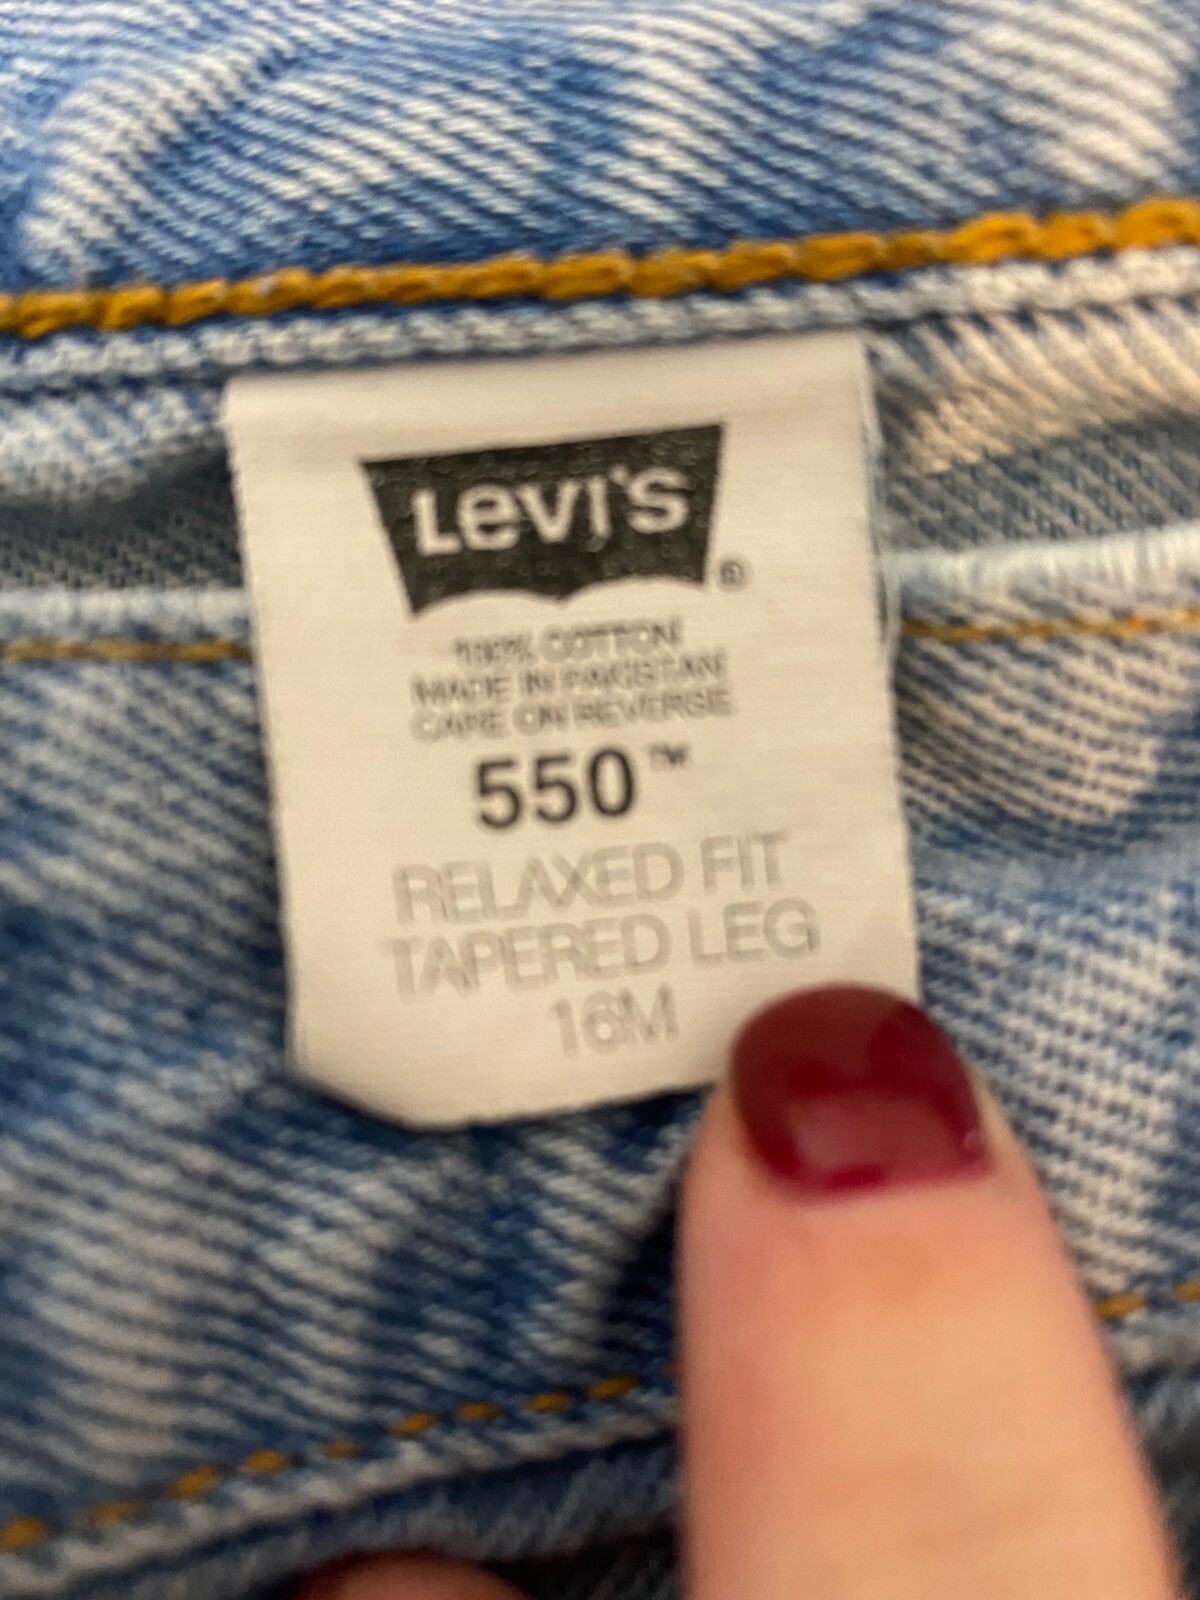 LEVI'S ®
100% COTTON
MADE IN PAKISTAN
CARE ON REVERSE
550™
RELAXED FIT
TAPERED LEG
16M